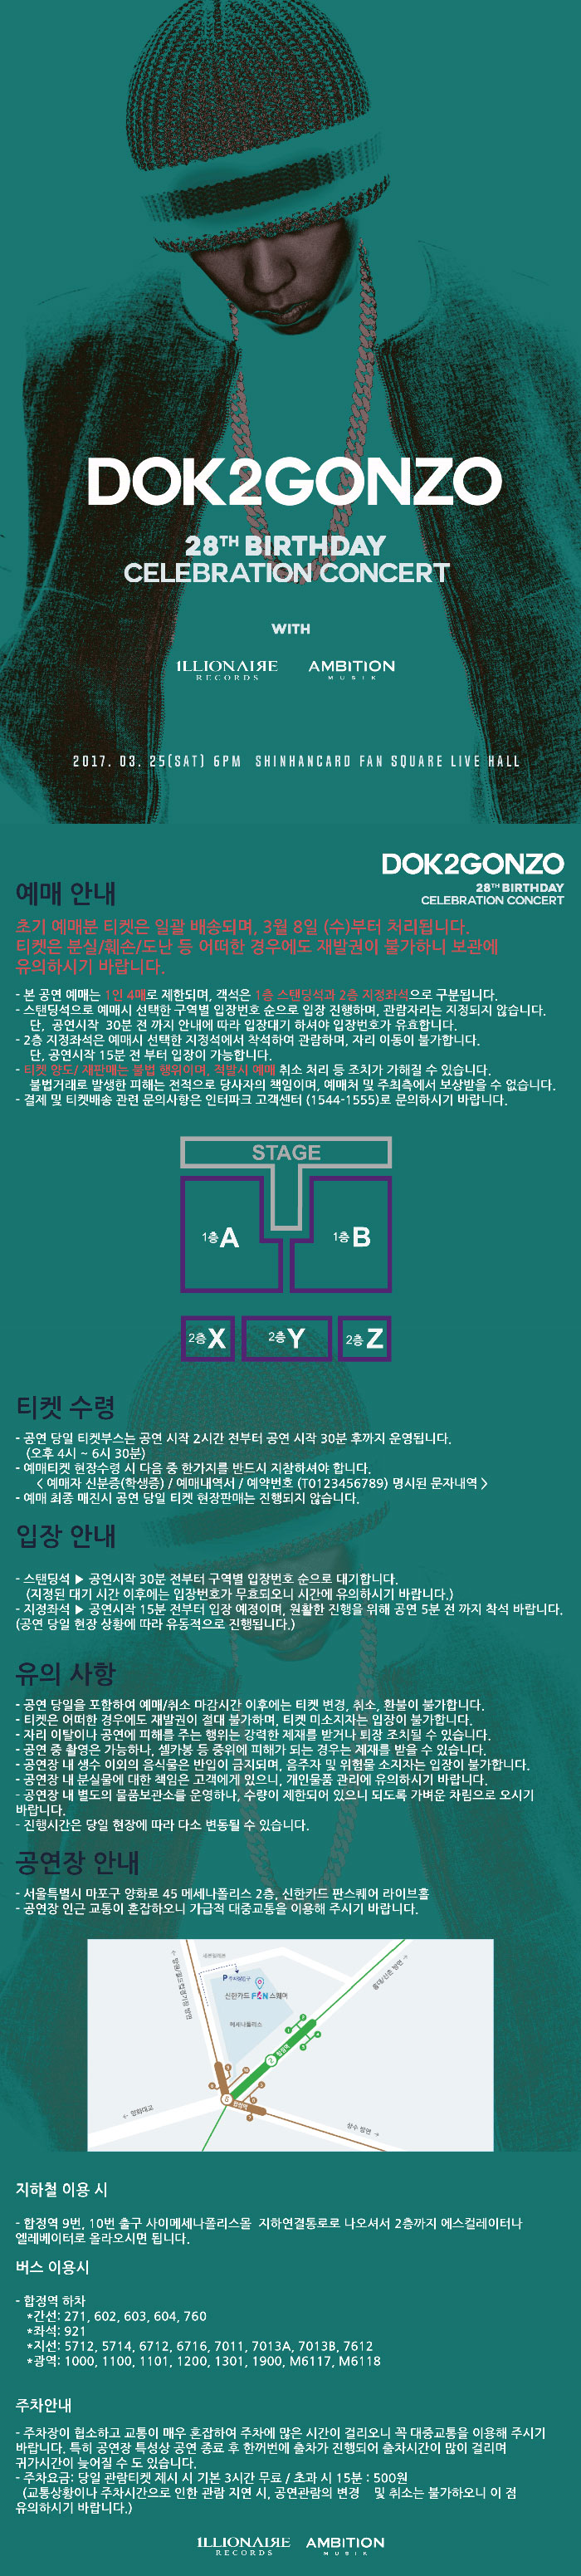 DOK2GONZO
28TH BIRTHDAY
CELEBRATION CONCERT
WITH
ILLIONAIRE
RECORDS
AMBITION
MUSIK
2017. 03. 25(SAT) 6PM SHINHANCARD FAN SQUARE LIVE HALL
DOK2GONZO
28TH BIRTHDAY
CELEBRATION CONCERT
예매 안내
초기 예매분 티켓은 일괄 배송되며, 3월 8일 (수)부터 처리됩니다.
티켓은 분실/훼손/도난 등 어떠한 경우에도 재발권이 불가하니 보관에
유의하시기 바랍니다.
- 본 공연 예매는 1인 4매로 제한되며, 객석은 1층 스탠딩석과 2층 지정좌석으로 구분됩니다.
- 스탠딩석으로 예매시 선택한 구역별 입장번호 순으로 입장 진행하며, 관람자리는 지정되지 않습니다.
단, 공연시작 30분 전 까지 안내에 따라 입장대기 하셔야 입장번호가 유효합니다.
- 2층 지정좌석은 예매시 선택한 지정석에서 착석하여 관람하며, 자리 이동이 불가합니다.
단. 공연시작 15분 전 부터 입장이 가능합니다.
- 티켓 양도/ 재판매는 불법 행위이며, 적발시 예매 취소 처리 등 조치가 가해질 수 있습니다.
불법거래로 발생한 피해는 전적으로 당사자의 책임이며, 예매처 및 주최측에서 보상받을 수 없습니다.
- 결제 및 티켓배송 관련 문의사항은 인터파크 고객센터 (1544-1555)로 문의하시기 바랍니다.
STAGE
1층 A
1층 B
2층 X
2층 Y
2층 Z
티켓 수령
- 공연 당일 티켓부스는 공연 시작 2시간 전부터 공연 시작 30분 후까지 운영됩니다.
(오후 4시 ~ 6시 30분)
- 예매티켓 현장수령 시 다음 중 한가지를 반드시 지참하셔야 합니다.
< 예매자 신분증(학생증) / 예매내역서 / 예약번호 (T0123456789) 명시된 문자내역 >
- 예매 최종 매진시 공연 당일 티켓 현장판매는 진행되지 않습니다.
입장 안내
- 스탠딩석 ▶ 공연시작 30분 전부터 구역별 입장번호 순으로 대기합니다.
(지정된 대기 시간 이후에는 입장번호가 무효되오니 시간에 유의하시기 바랍니다.)
- 지정좌석 ▶ 공연시작 15분 전부터 입장 예정이며, 원활한 진행을 위해 공연 5분 전 까지 착석 바랍니다.
(공연 당일 현장 상황에 따라 유동적으로 진행됩니다.)
유의 사항
- 공연 당일을 포함하여 예매/취소 마감시간 이후에는 티켓 변경, 취소, 환불이 불가합니다.
- 티켓은 어떠한 경우에도 재발권이 절대 불가하며, 티켓 미소지자는 입장이 불가합니다.
- 자리 이탈이나 공연에 피해를 주는 행위는 강력한 제재를 받거나 퇴장 조치될 수 있습니다.
- 공연 중 촬영은 가능하나, 셀카봉 등 중위에 피해가 되는 경우는 제재를 받을 수 있습니다.
- 공연장 내 생수 이외의 음식물은 반입이 금지되며, 음주자 및 위험물 소지자는 입장이 불가합니다.
- 공연장 내 분실물에 대한 책임은 고객에게 있으니, 개인물품 관리에 유의하시기 바랍니다.
- 공연장 내 별도의 물품보관소를 운영하나, 수량이 제한되어 있으니 되도록 가벼운 차림으로 오시기
바랍니다.
- 진행시간은 당일 현장에 따라 다소 변동될 수 있습니다.
공연장 안내
- 서울특별시 마포구 양화로 45 메세나폴리스 2층, 신한카드 판스퀘어 라이브홀
- 공연장 인근 교통이 혼잡하오니 가급적 대중교통을 이용해 주시기 바랍니다.
P 주차장입구
신한카드 FAN 스퀘어
메세나폴리스
홍대/신촌 방면 →
합정역
합정역
← 양화대교
상수 방면 →
지하철 이용 시
- 합정역 9번, 10번 출구 사이메세나폴리스몰 지하연결통로로 나오셔서 2층까지 에스컬레이터나
엘레베이터로 올라오시면 됩니다.
버스 이용시
- 합정역 하차
*간선: 271, 602, 603, 604, 760
*좌석: 921
*지선: 5712, 5714, 6712, 6716, 7011, 7013A, 7013B, 7612
*광역: 1000, 1100, 1101, 1200, 1301, 1900, M6117, M6118
주차안내
- 주차장이 협소하고 교통이 매우 혼잡하여 주차에 많은 시간이 걸리오니 꼭 대중교통을 이용해 주시기
바랍니다. 특히 공연장 특성상 공연 종료 후 한꺼번에 출차가 진행되어 출차시간이 많이 걸리며
귀가시간이 늦어질 수 도 있습니다.
- 주차요금: 당일 관람티켓 제시 시 기본 3시간 무료 / 초과 시 15분 : 500원
(교통상황이나 주차시간으로 인한 관람 지연 시, 공연관람의 변경 및 취소는 불가하오니 이 점
유의하시기 바랍니다.)
ILLIONAIRE
RECORDS
AMBITION
MUSIK